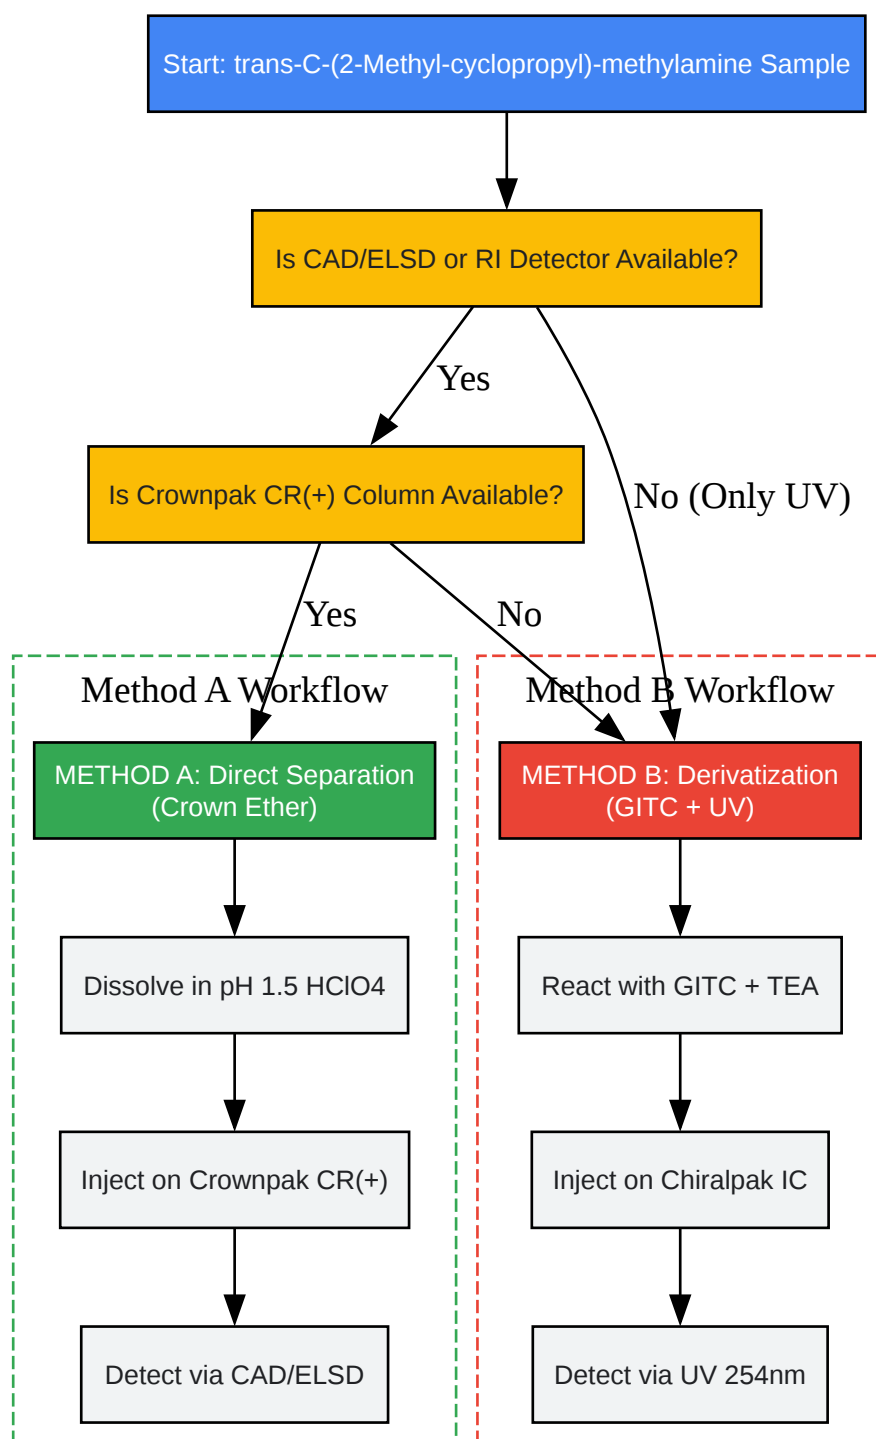 Start: trans-C-(2-Methyl-cyclopropyl)-methylamine Sample
Is CAD/ELSD or RI Detector Available?
Yes
Is Crownpak CR(+) Column Available?
No (Only UV)
Yes
No
Method A Workflow
Method B Workflow
METHOD A: Direct Separation
(Crown Ether)
METHOD B: Derivatization
(GITC + UV)
Dissolve in pH 1.5 HClO4
React with GITC + TEA
Inject on Crownpak CR(+)
Inject on Chiralpak IC
Detect via CAD/ELSD
Detect via UV 254nm